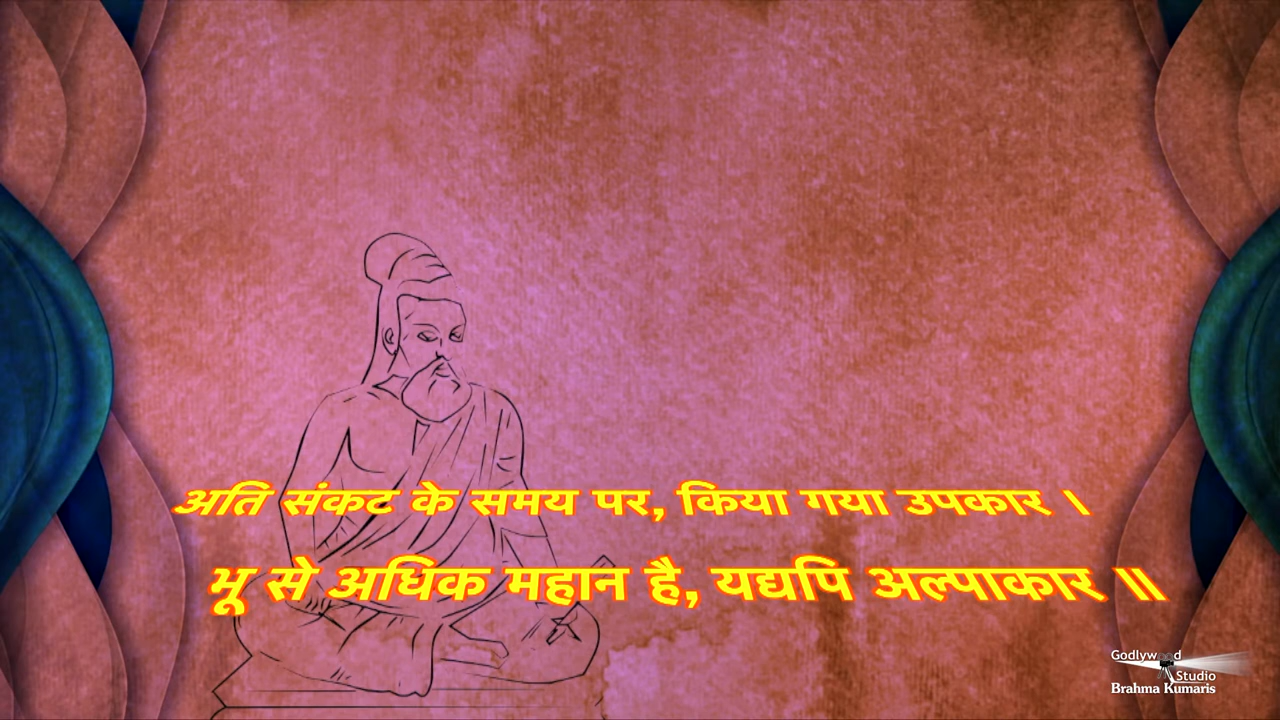 अति संकट के समय पर, किया गया उपकार ।
भू से अधिक महान है, यद्यपि अल्पाकार ॥
Godlywood
Studio
Brahma Kumaris